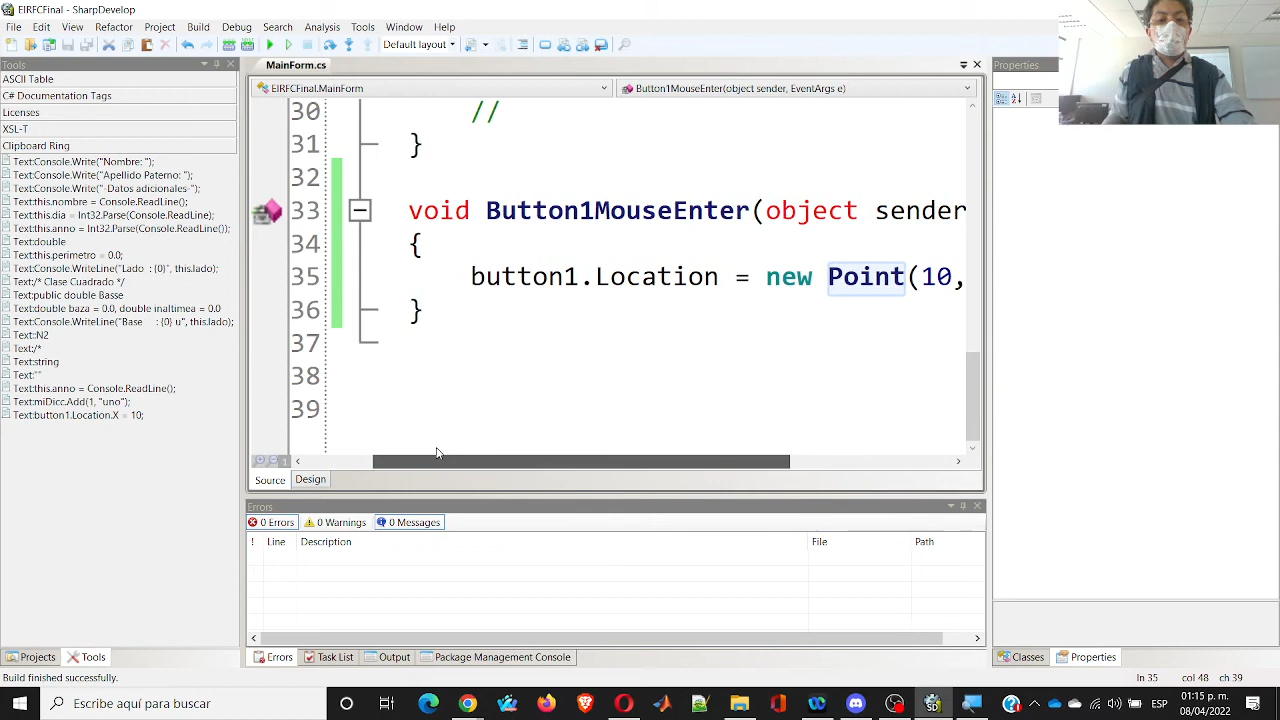 EIRFCFinal - SharpDevelop
File Edit View Refactor Project Build Debug Search Analysis Tools Window Help
Default layout
Tools
ASCII Table
C# Documentation Tags
Licenses
XSL-T
Clipboard Ring
Text:Console.Write("Nombre: ");
Text:Console.Write("Apellido Paterno: ");
Text:Console.Write("-Datos adicionales-");
Text:this.nombre = Console.ReadLine();
Text:this.dia = Int32.Parse(Console.ReadLine);
Text:this.nombreMes = Console.ReadLine();
Text:cubo
Text:this.perimetro = 0.0;
Text:Console.WriteLine("Lado : {0}", this.lado);
Text:/* Clase Cuadrado */
Text:public double base
Text:double baza = 0.0, double inaltimea = 0.0
Text:Console.WriteLine("Base : {0} u", this.lado);
Text:N2
Text:/*
Text:string
Text:""
Text:this.anno = Console.ReadLine();
Text:miDicc.Add(1, "uno");
Text:button1.Location.X = 10;
MainForm.cs
EIRFCFinal.MainForm
Button1MouseEnter(object sender, EventArgs e)
30 //
31 }
32
33 void Button1MouseEnter(object sender
34 {
35 button1.Location = new Point(10,
36 }
37
38
39
Source Design
Errors
0 Errors 0 Warnings 0 Messages
! Line Description File Path
Properties
Projects Tools
Errors Task List Output Package Management Console
Classes Properties
Build finished successfully.
ln 35 col 48 ch 39
Escribe aquí para buscar
ESP
01:15 p. m.
08/04/2022